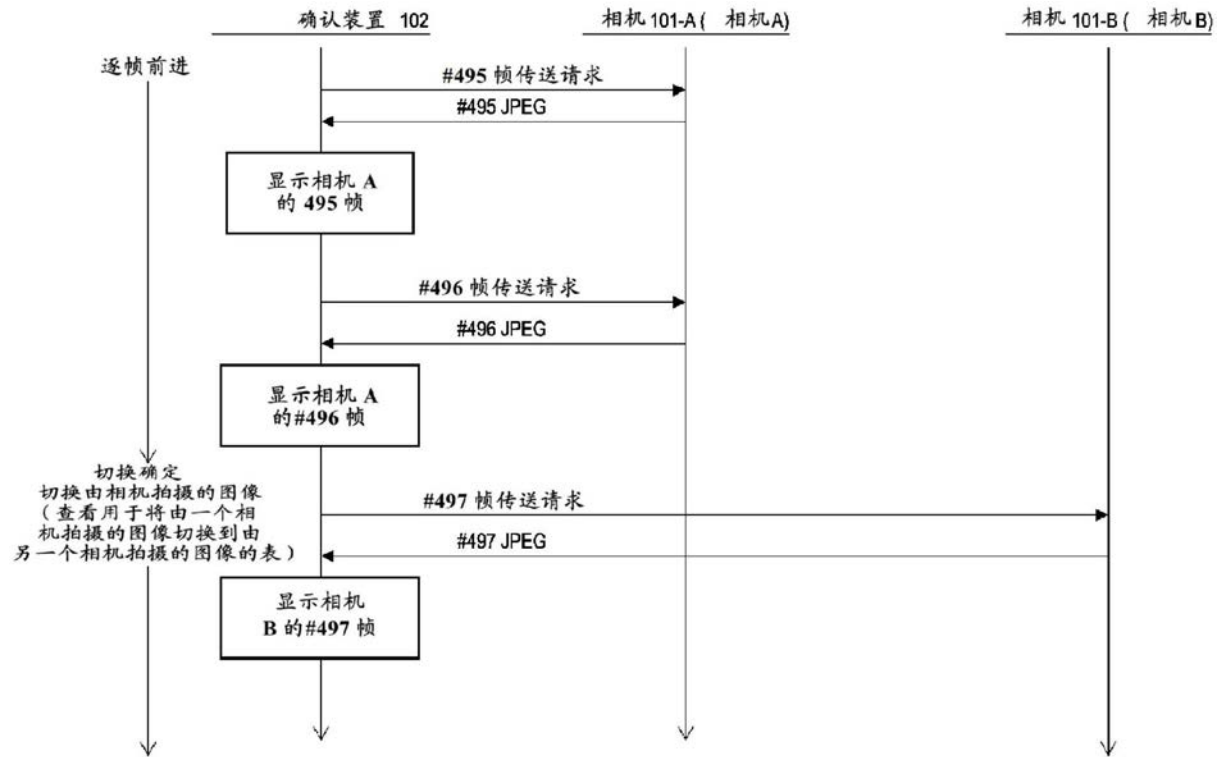 确认装置 102
相机 101-A ( 相机A)
相机 101-B ( 相机B)
逐帧前进
#495 帧传送请求
#495 JPEG
显示相机 A
的 495 帧
#496 帧传送请求
#496 JPEG
显示相机 A
的#496 帧
切换确定
切换由相机拍摄的图像
(查看用于将由一个相
机拍摄的图像切换到由
另一个相机拍摄的图像的表)
#497 帧传送请求
#497 JPEG
显示相机
B 的#497 帧